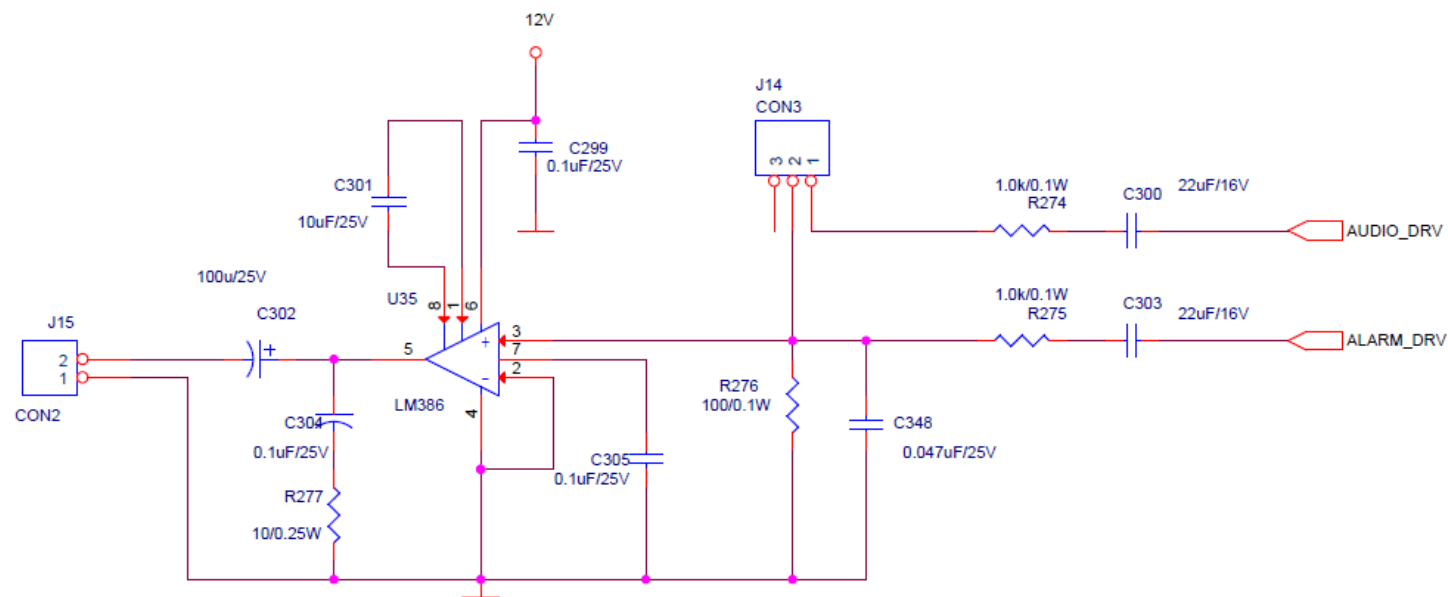 12V
J14
CON3
3
2
1
C299
0.1uF/25V
C301
10uF/25V
1.0k/0.1W
R274
C300
22uF/16V
AUDIO_DRV
100u/25V
C302
U35
8
1
6
1.0k/0.1W
R275
C303
22uF/16V
ALARM_DRV
J15
2
1
CON2
5
+
+
3
7
2
-
LM386
4
R276
100/0.1W
C348
0.047uF/25V
C304
0.1uF/25V
C305
0.1uF/25V
R277
10/0.25W